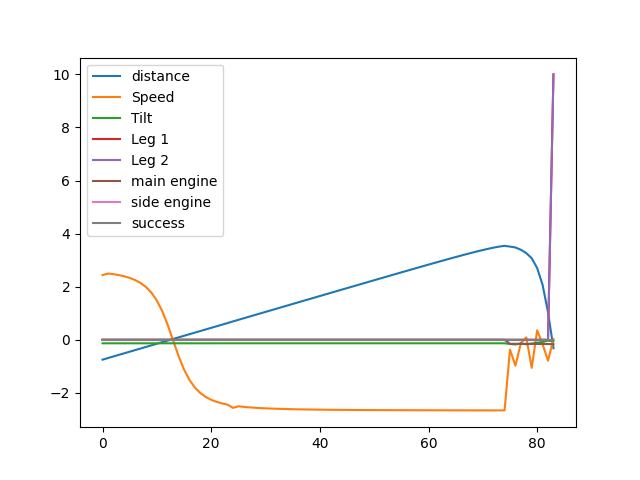 10
8
6
4
2
0
−2
distance
Speed
Tilt
Leg 1
Leg 2
main engine
side engine
success
0
20
40
60
80